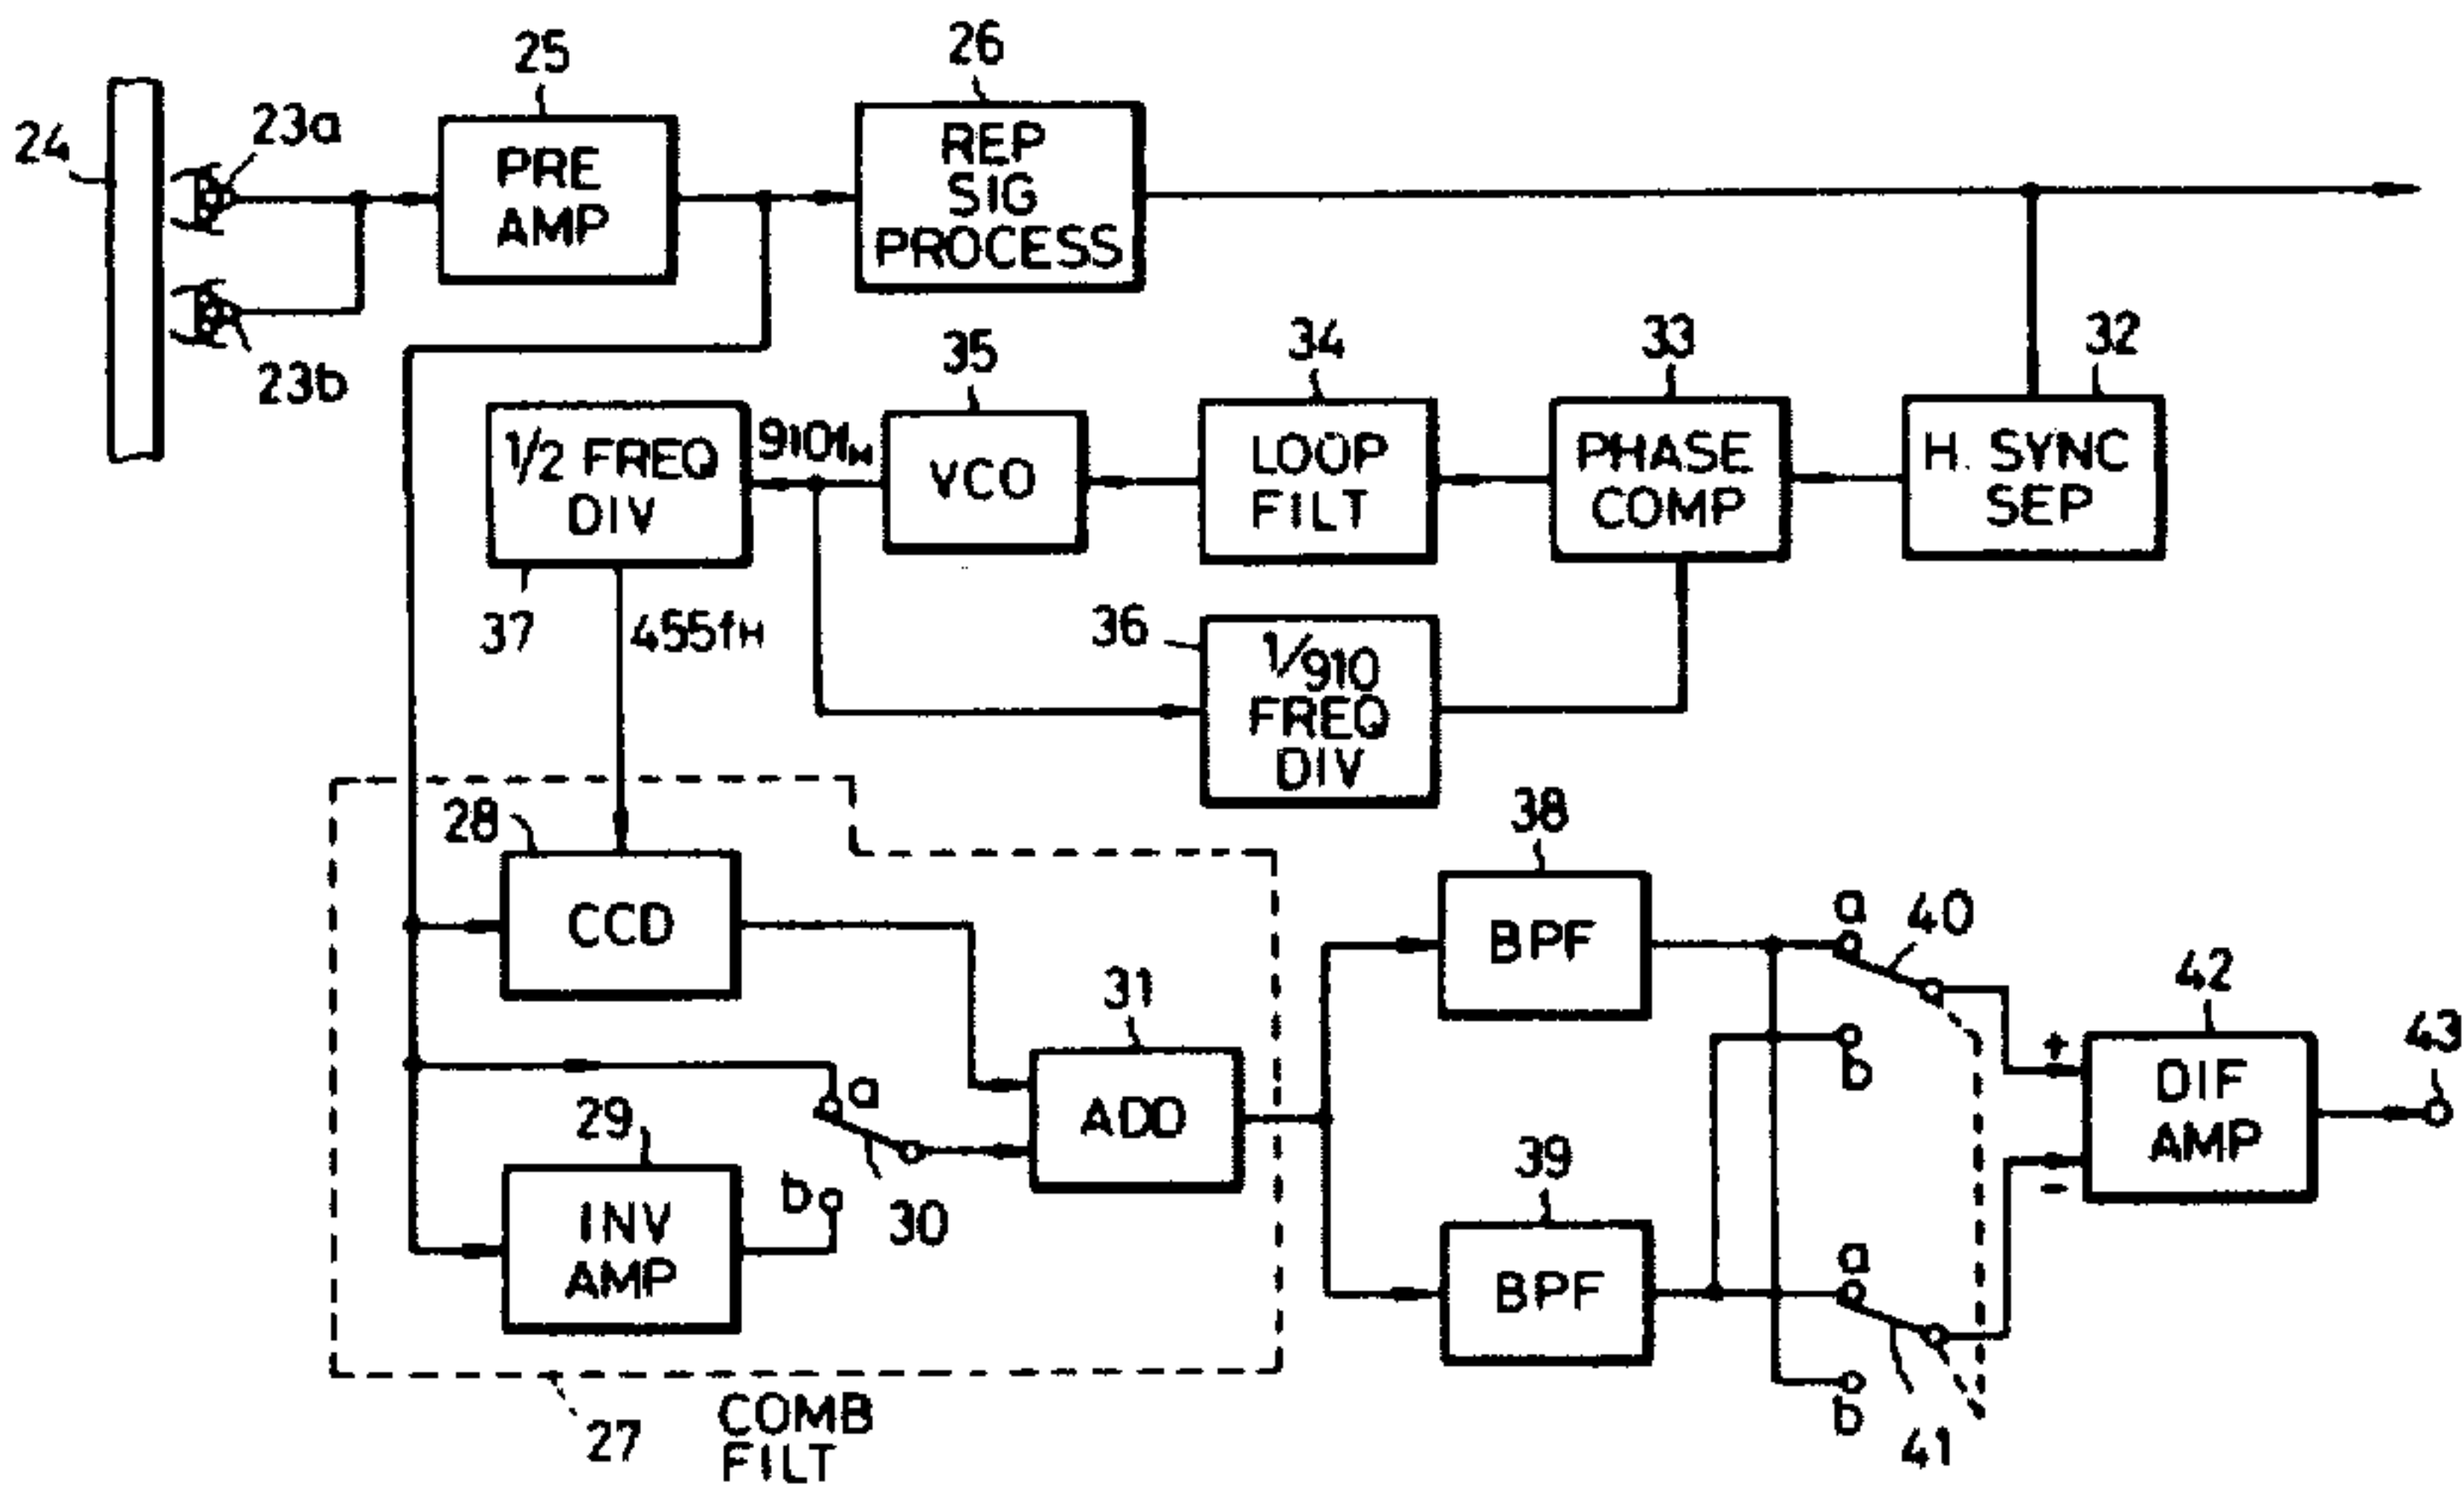 25
26
24
23a
PRE
AMP
REP
SIG
PROCESS
23b
35
34
33
32
1/2 FREQ
DIV
910fH
VCO
LOOP
FILT
PHASE
COMP
H. SYNC
SEP
37
455fH
36
1/910
FREQ
DIV
28
38
CCD
BPF
a
40
31
42
43
b
+
DIF
AMP
-
a
ADD
29
b
30
INV
AMP
39
BPF
a
b
41
27
COMB
FILT